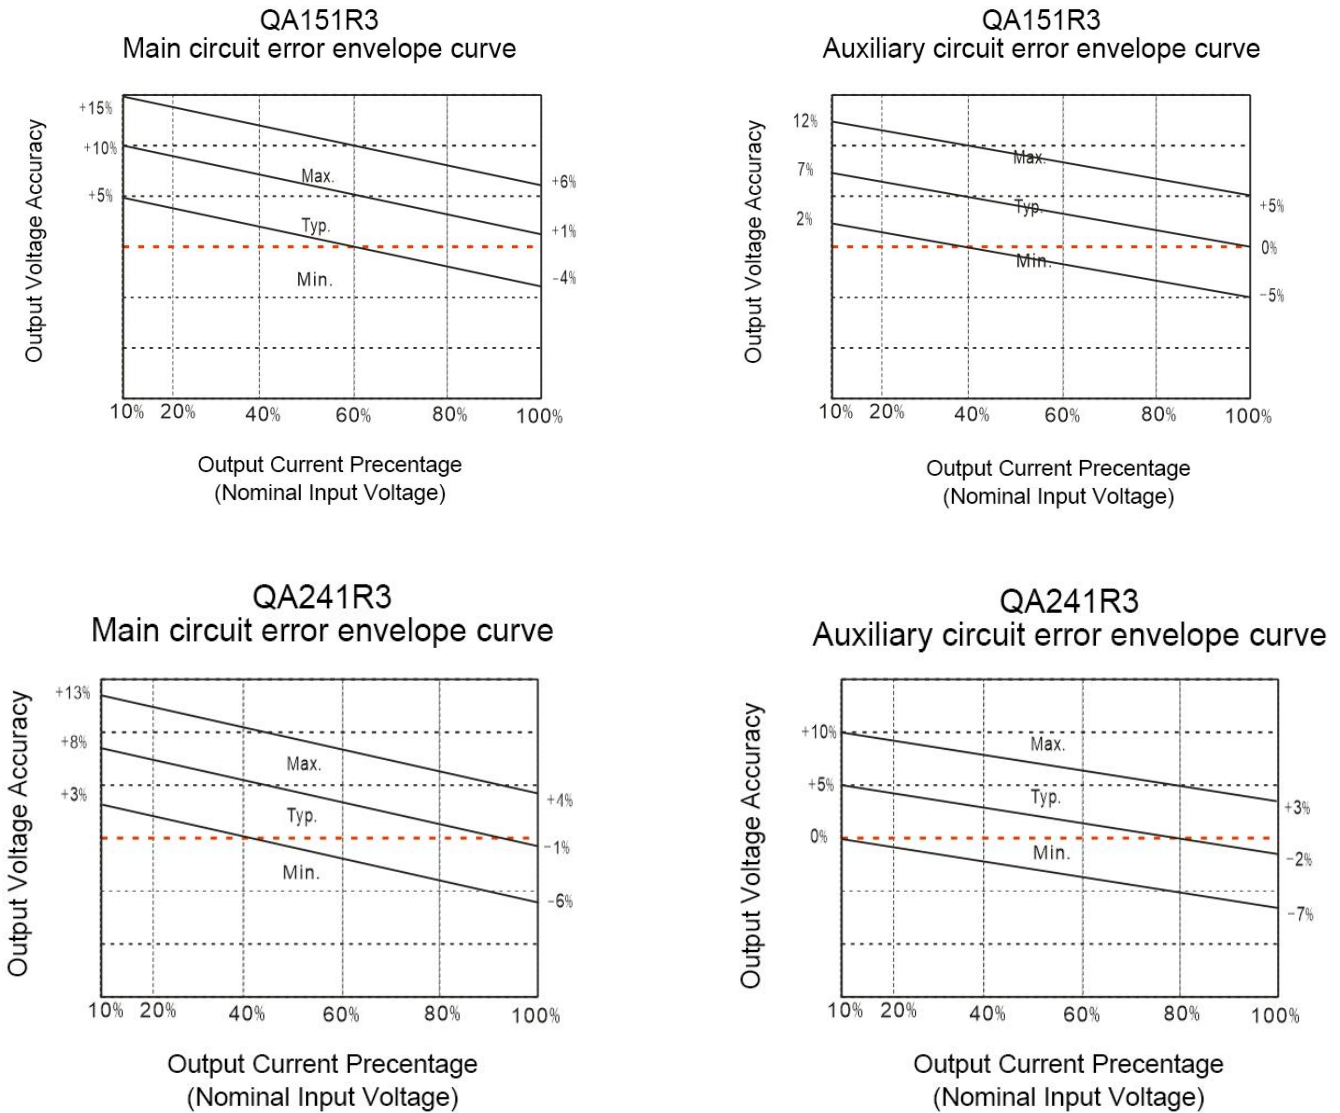 QA151R3
Main circuit error envelope curve
Output Voltage Accuracy
+15%
+10%
+5%
Max.
Typ.
Min.
+6%
+1%
-4%
10% 20% 40% 60% 80% 100%
Output Current Precentage
(Nominal Input Voltage)
QA151R3
Auxiliary circuit error envelope curve
Output Voltage Accuracy
12%
7%
2%
Max.
Typ.
Min.
+5%
0%
-5%
10% 20% 40% 60% 80% 100%
Output Current Precentage
(Nominal Input Voltage)
QA241R3
Main circuit error envelope curve
Output Voltage Accuracy
+13%
+8%
+3%
Max.
Typ.
Min.
+4%
-1%
-6%
10% 20% 40% 60% 80% 100%
Output Current Precentage
(Nominal Input Voltage)
QA241R3
Auxiliary circuit error envelope curve
Output Voltage Accuracy
+10%
+5%
0%
Max.
Typ.
Min.
+3%
-2%
-7%
10% 20% 40% 60% 80% 100%
Output Current Precentage
(Nominal Input Voltage)